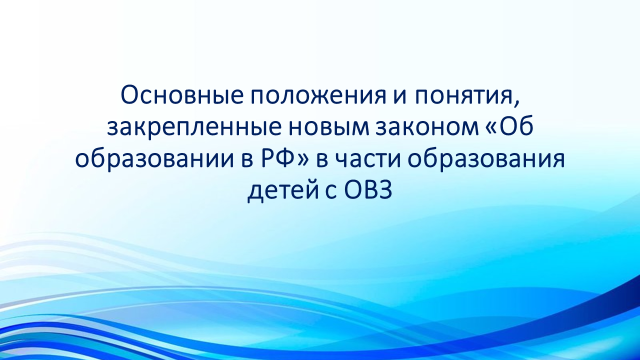 Основные положения и понятия,
закрепленные новым законом «Об
образовании в РФ» в части образования
детей с ОВЗ